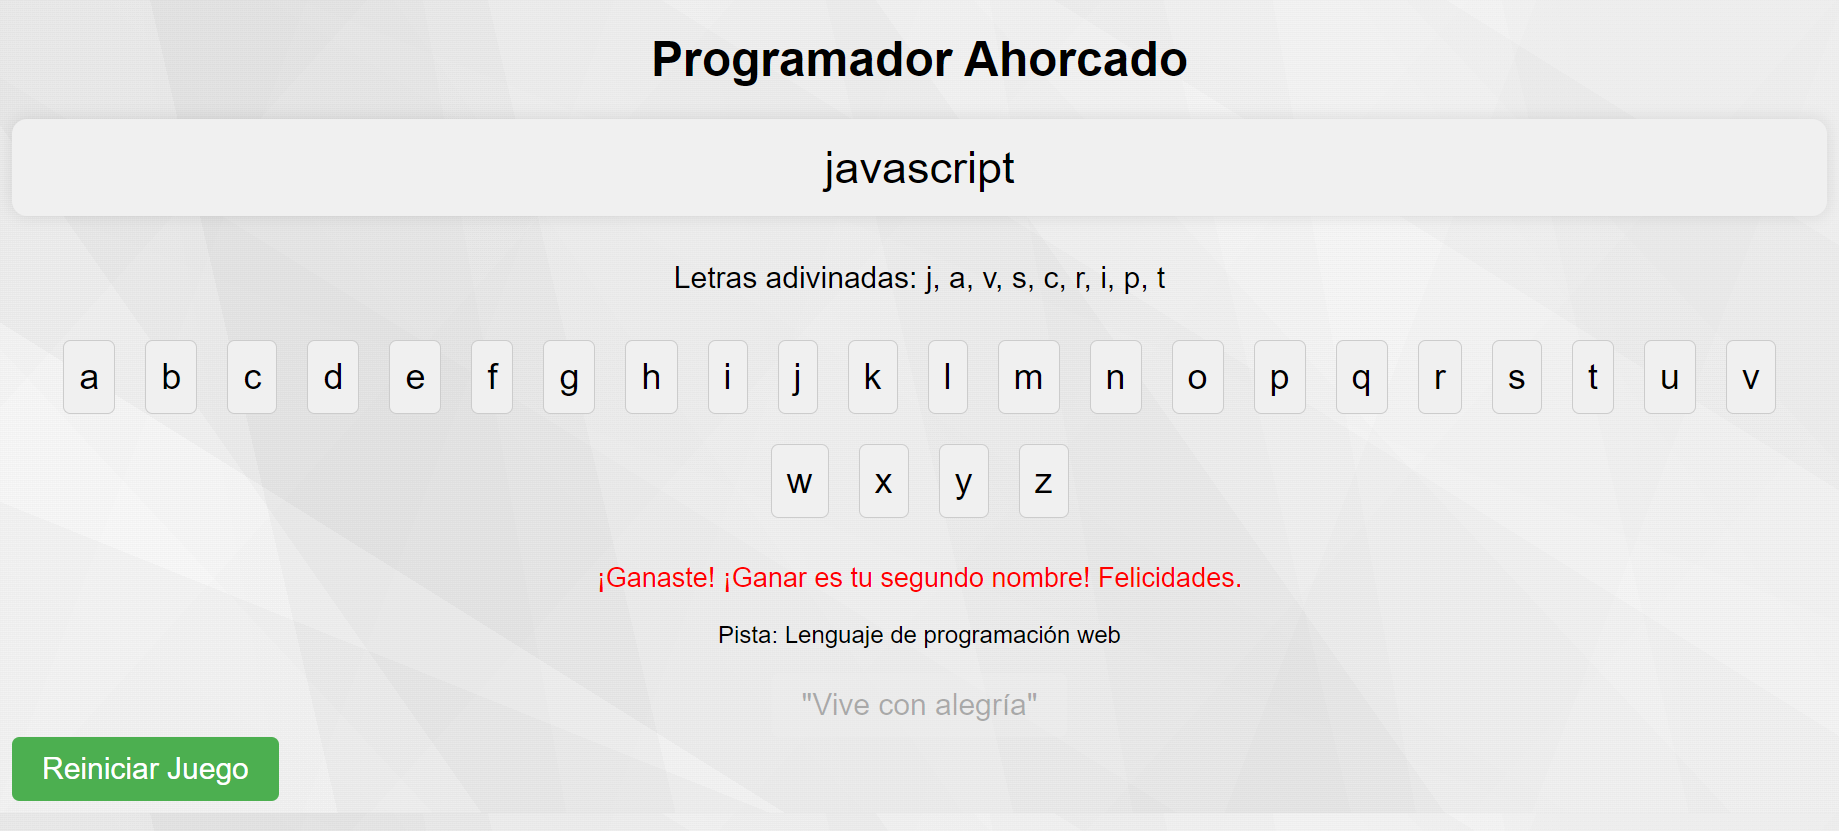 Programador Ahorcado
javascript
Letras adivinadas: j, a, v, s, c, r, i, p, t
a b c d e f g h i j k l m n o p q r s t u v
w x y z
¡Ganaste! ¡Ganar es tu segundo nombre! Felicidades.
Pista: Lenguaje de programación web
"Vive con alegría"
Reiniciar Juego